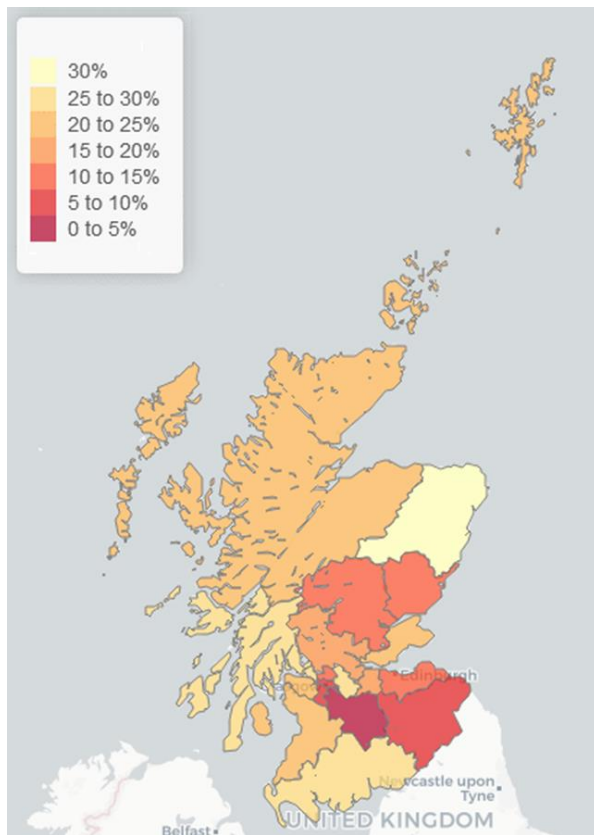 30%
25 to 30%
20 to 25%
15 to 20%
10 to 15%
5 to 10%
0 to 5%
Edinburgh
Newcastle upon
Tyne
UNITED KINGDOM
Belfast